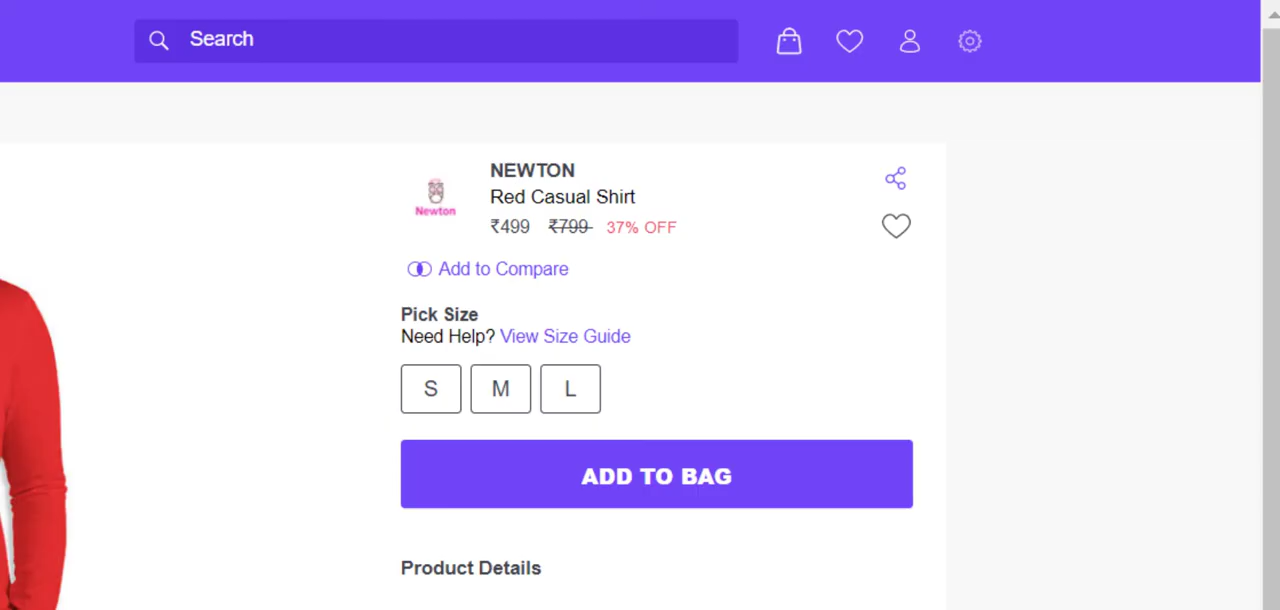 Search
NEWTON
Newton
Red Casual Shirt
₹499 ₹799 37% OFF
Add to Compare
Pick Size
Need Help? View Size Guide
S M L
ADD TO BAG
Product Details